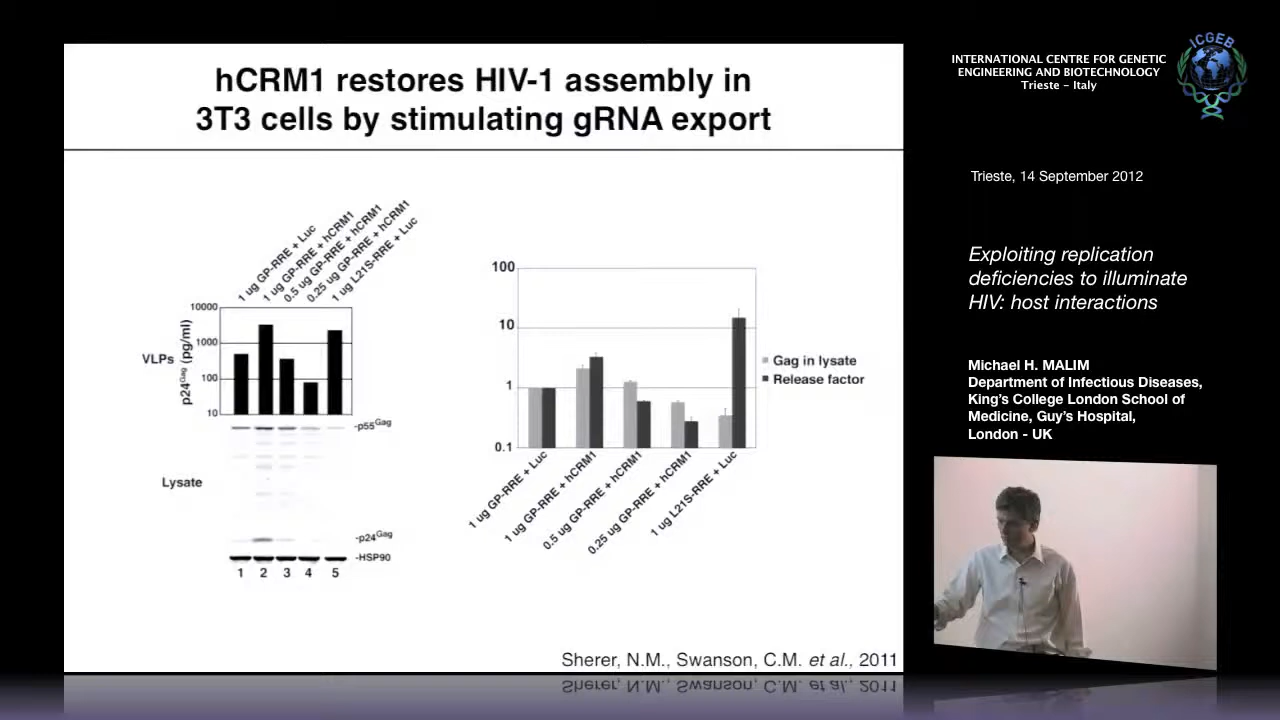 hCRM1 restores HIV-1 assembly in
3T3 cells by stimulating gRNA export
1 ug GP-RRE + Luc
1 ug GP-RRE + hCRM1
0.5 ug GP-RRE + hCRM1
0.25 ug GP-RRE + hCRM1
1 ug L21S-RRE + Luc
VLPs
p24Gag (pg/ml)
10000
1000
100
10
-p55Gag
Lysate
-p24Gag
-HSP90
1 2 3 4 5
100
10
1
0.1
Gag in lysate
Release factor
1 ug GP-RRE + Luc
1 ug GP-RRE + hCRM1
0.5 ug GP-RRE + hCRM1
0.25 ug GP-RRE + hCRM1
1 ug L21S-RRE + Luc
Sherer, N.M., Swanson, C.M. et al., 2011
INTERNATIONAL CENTRE FOR GENETIC
ENGINEERING AND BIOTECHNOLOGY
Trieste – Italy
ICGEB
Trieste, 14 September 2012
Exploiting replication
deficiencies to illuminate
HIV: host interactions
Michael H. MALIM
Department of Infectious Diseases,
King's College London School of
Medicine, Guy's Hospital,
London - UK